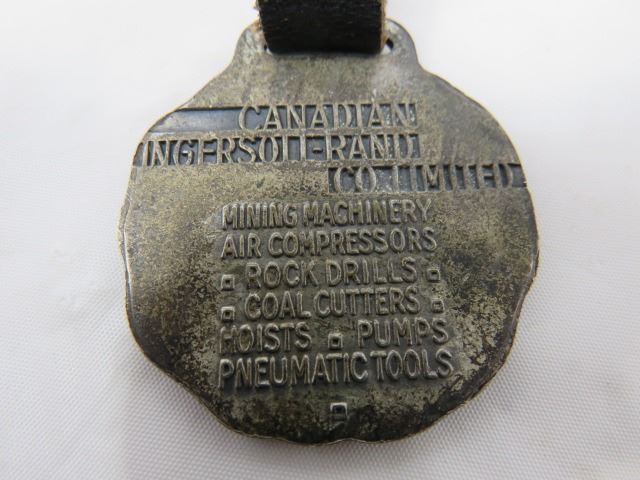 CANADIAN
INGERSOLL-RAND
CO. LIMITED
MINING MACHINERY
AIR COMPRESSORS
ROCK DRILLS
COAL CUTTERS
HOISTS PUMPS
PNEUMATIC TOOLS